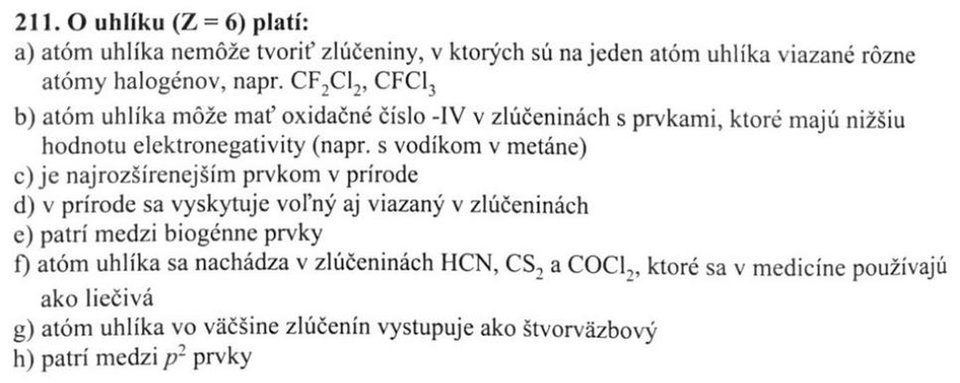 211. O uhlíku (Z = 6) platí:
a) atóm uhlíka nemôže tvoriť zlúčeniny, v ktorých sú na jeden atóm uhlíka viazané rôzne
atómy halogénov, napr. CF₂Cl₂, CFCl₃
b) atóm uhlíka môže mať oxidačné číslo -IV v zlúčeninách s prvkami, ktoré majú nižšiu
hodnotu elektronegativity (napr. s vodíkom v metáne)
c) je najrozšírenejším prvkom v prírode
d) v prírode sa vyskytuje voľný aj viazaný v zlúčeninách
e) patrí medzi biogénne prvky
f) atóm uhlíka sa nachádza v zlúčeninách HCN, CS₂ a COCl₂, ktoré sa v medicíne používajú
ako liečivá
g) atóm uhlíka vo väčšine zlúčenín vystupuje ako štvorväzbový
h) patrí medzi p² prvky